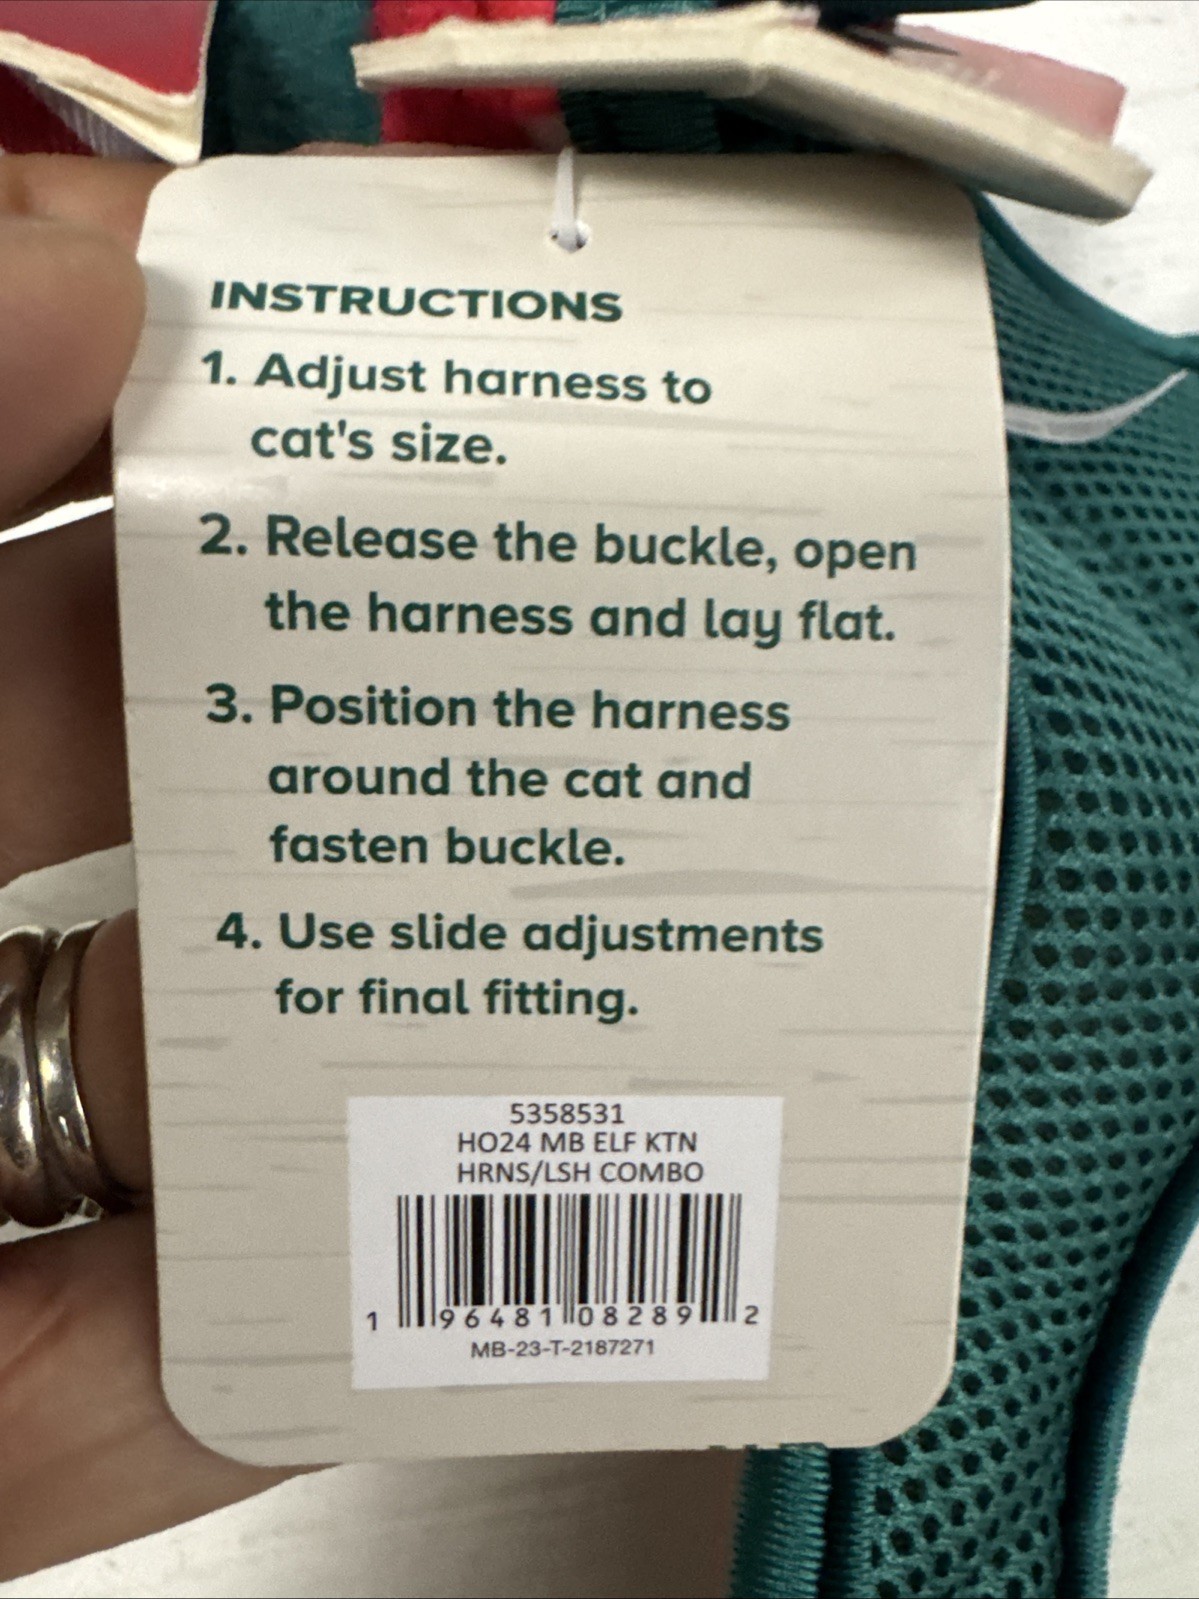 INSTRUCTIONS
1. Adjust harness to
cat's size.
2. Release the buckle, open
the harness and lay flat.
3. Position the harness
around the cat and
fasten buckle.
4. Use slide adjustments
for final fitting.
5358531
HO24 MB ELF KTN
HRNS/LSH COMBO
1 96481 08289 2
MB-23-T-2187271